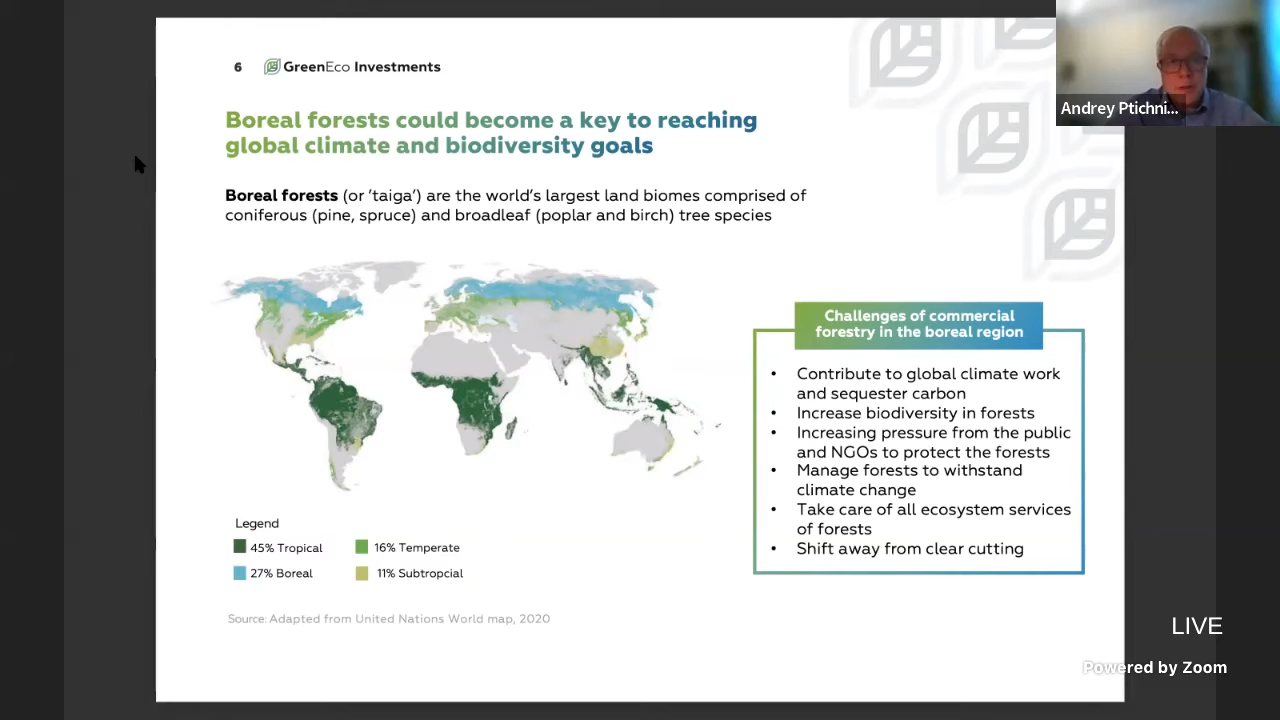 6 GreenEco Investments
Andrey Ptichni...
Boreal forests could become a key to reaching
global climate and biodiversity goals
Boreal forests (or ’taiga’) are the world’s largest land biomes comprised of
coniferous (pine, spruce) and broadleaf (poplar and birch) tree species
Challenges of commercial
forestry in the boreal region
• Contribute to global climate work
and sequester carbon
• Increase biodiversity in forests
• Increasing pressure from the public
and NGOs to protect the forests
• Manage forests to withstand
climate change
• Take care of all ecosystem services
of forests
• Shift away from clear cutting
Legend
45% Tropical 16% Temperate
27% Boreal 11% Subtropcial
Source: Adapted from United Nations World map, 2020
LIVE
Powered by Zoom